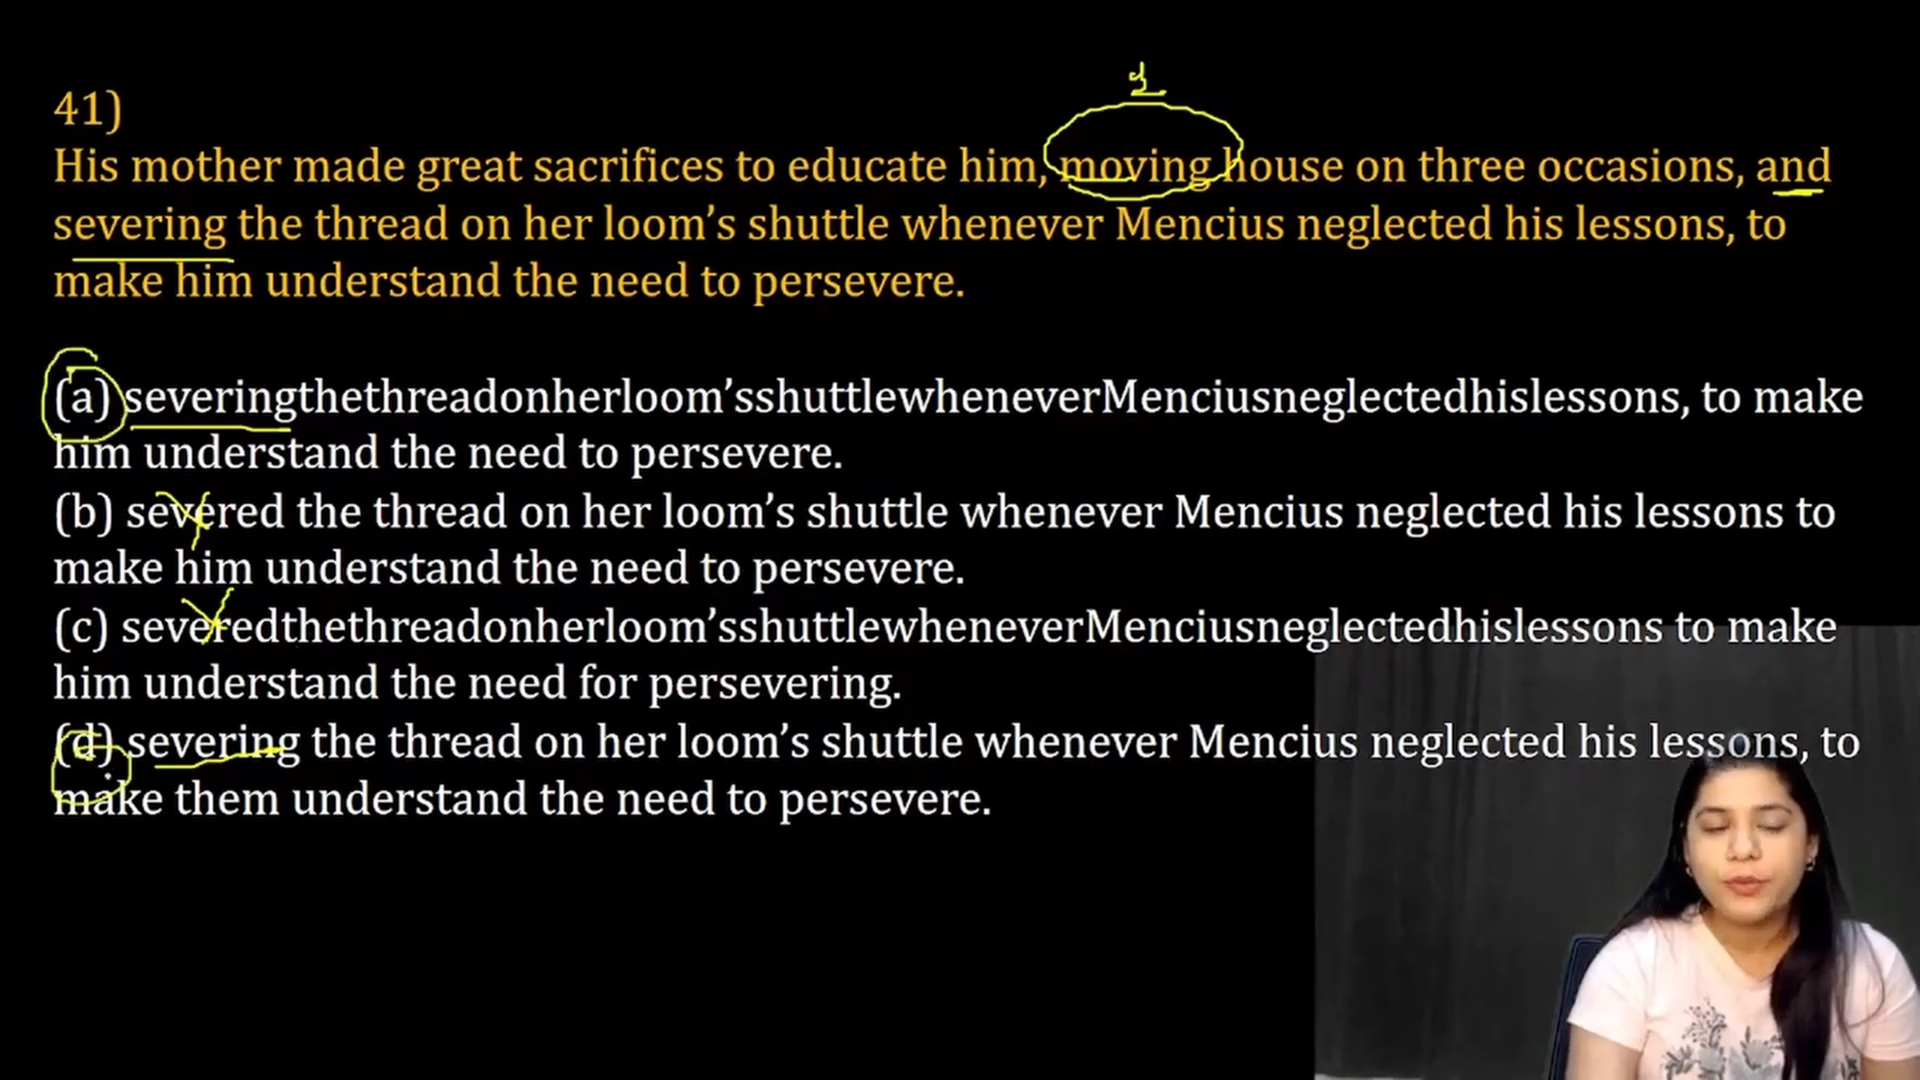 41)
His mother made great sacrifices to educate him, moving house on three occasions, and
severing the thread on her loom’s shuttle whenever Mencius neglected his lessons, to
make him understand the need to persevere.
(a) severingthethreadonherloom’sshuttlewheneverMenciusneglectedhislessons, to make
him understand the need to persevere.
(b) severed the thread on her loom’s shuttle whenever Mencius neglected his lessons to
make him understand the need to persevere.
(c) severedthethreadonherloom’sshuttlewheneverMenciusneglectedhislessons to make
him understand the need for persevering.
(d) severing the thread on her loom’s shuttle whenever Mencius neglected his lessons, to
make them understand the need to persevere.